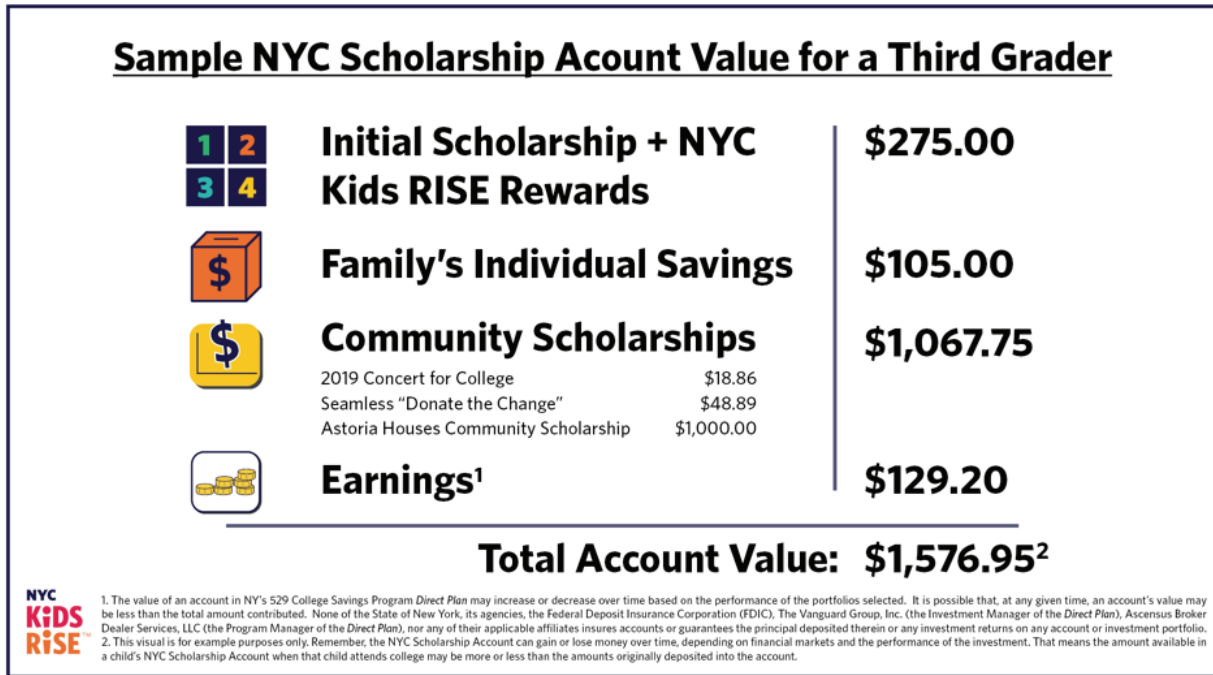 Sample NYC Scholarship Acount Value for a Third Grader
1 2
3 4
Initial Scholarship + NYC
Kids RISE Rewards
$275.00
$
Family's Individual Savings
$105.00
$
Community Scholarships
$1,067.75
2019 Concert for College $18.86
Seamless "Donate the Change" $48.89
Astoria Houses Community Scholarship $1,000.00
Earnings¹
$129.20
Total Account Value: $1,576.95²
NYC
KiDS
RiSE™
1. The value of an account in NY's 529 College Savings Program Direct Plan may increase or decrease over time based on the performance of the portfolios selected. It is possible that, at any given time, an account's value may
be less than the total amount contributed. None of the State of New York, its agencies, the Federal Deposit Insurance Corporation (FDIC), The Vanguard Group, Inc. (the Investment Manager of the Direct Plan), Ascensus Broker
Dealer Services, LLC (the Program Manager of the Direct Plan), nor any of their applicable affiliates insures accounts or guarantees the principal deposited therein or any investment returns on any account or investment portfolio.
2. This visual is for example purposes only. Remember, the NYC Scholarship Account can gain or lose money over time, depending on financial markets and the performance of the investment. That means the amount available in
a child's NYC Scholarship Account when that child attends college may be more or less than the amounts originally deposited into the account.